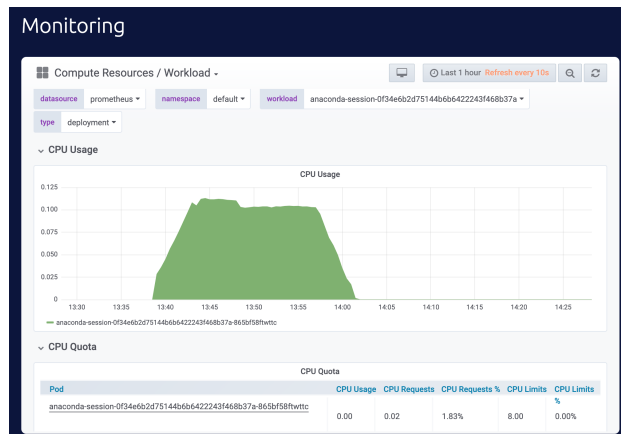 Monitoring
Compute Resources / Workload
Last 1 hour Refresh every 10s
datasource prometheus namespace default workload anaconda-session-0f34e6b2d75144b6b6422243f468b37a
type deployment
CPU Usage
CPU Usage
0.125
0.100
0.075
0.050
0.025
0
13:30 13:35 13:40 13:45 13:50 13:55 14:00 14:05 14:10 14:15 14:20 14:25
anaconda-session-0f34e6b2d75144b6b6422243f468b37a-865bf58ftwttc
CPU Quota
CPU Quota
Pod CPU Usage CPU Requests CPU Requests % CPU Limits CPU Limits %
anaconda-session-0f34e6b2d75144b6b6422243f468b37a-865bf58ftwttc 0.00 0.02 1.83% 8.00 0.00%